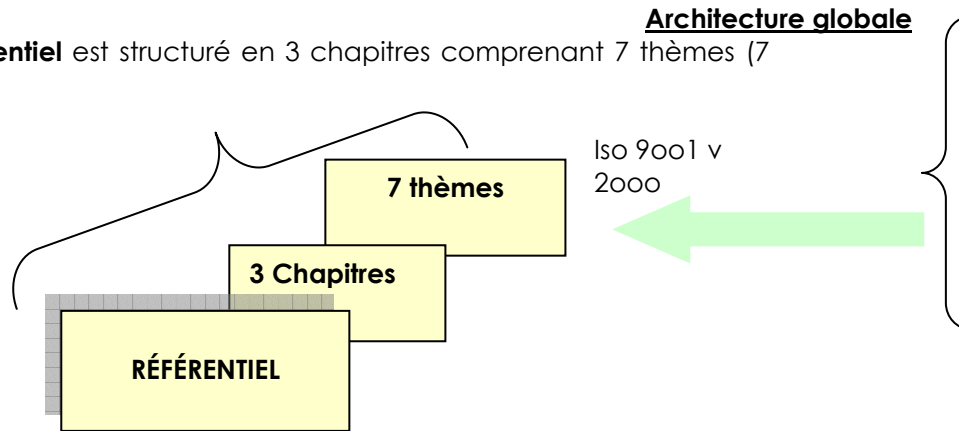 Architecture globale
entiel est structuré en 3 chapitres comprenant 7 thèmes (7
Iso 9oo1 v
2ooo
7 thèmes
3 Chapitres
RÉFÉRENTIEL